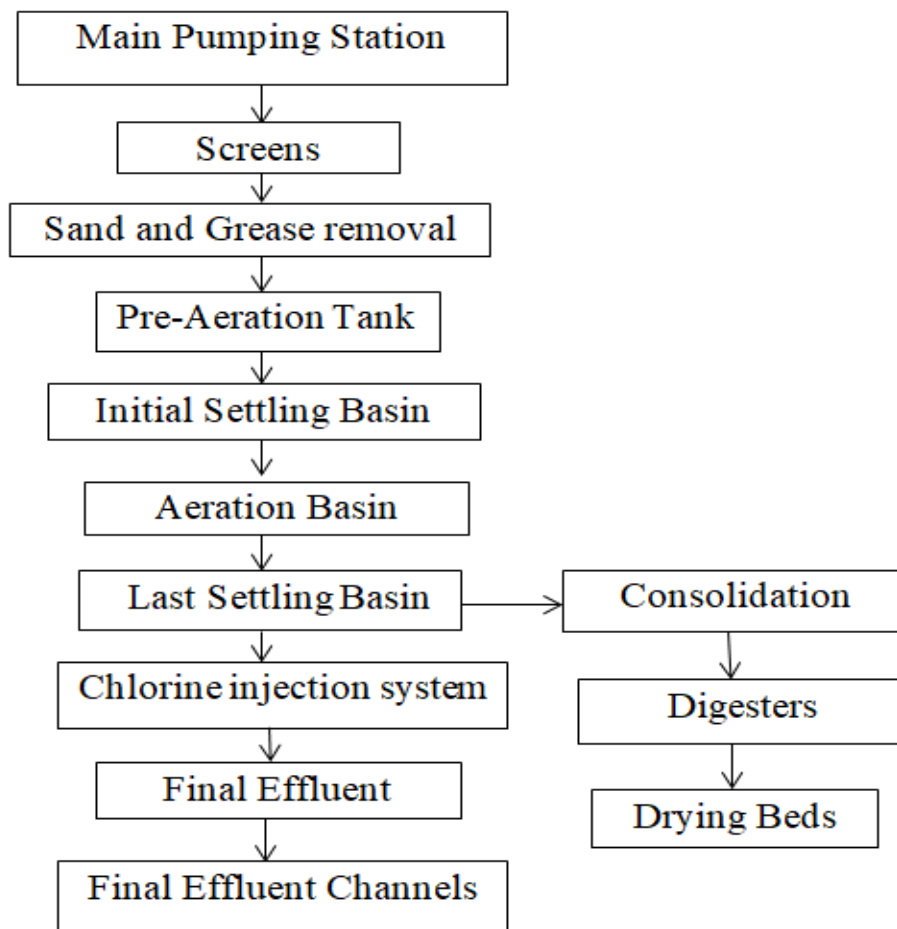 Main Pumping Station
Screens
Sand and Grease removal
Pre-Aeration Tank
Initial Settling Basin
Aeration Basin
Last Settling Basin
Consolidation
Chlorine injection system
Digesters
Final Effluent
Drying Beds
Final Effluent Channels